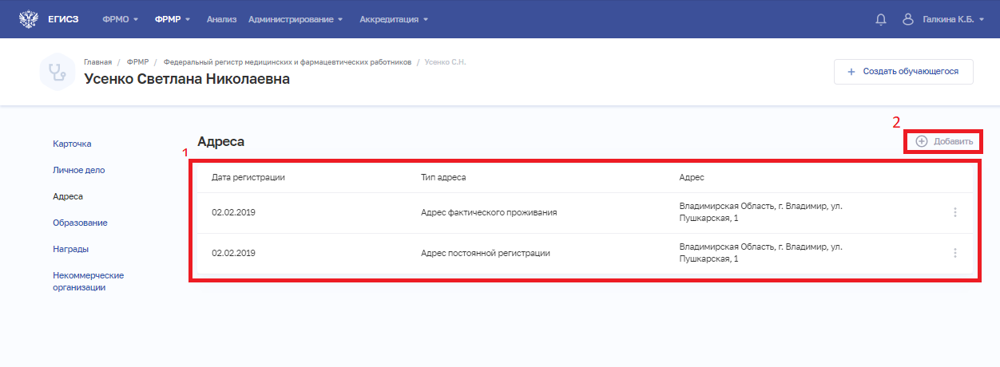 ЕГИСЗ ФРМО ФРМР Анализ Администрирование Аккредитация Галкина К.Б.
Главная / ФРМР / Федеральный регистр медицинских и фармацевтических работников / Усенко С.Н.
Усенко Светлана Николаевна
+ Создать обучающегося
2
Карточка
Личное дело
Адреса
Образование
Награды
Некоммерческие
организации
Адреса
Добавить
1
Дата регистрации Тип адреса Адрес
02.02.2019 Адрес фактического проживания Владимирская Область, г. Владимир, ул.
Пушкарская, 1
02.02.2019 Адрес постоянной регистрации Владимирская Область, г. Владимир, ул.
Пушкарская, 1